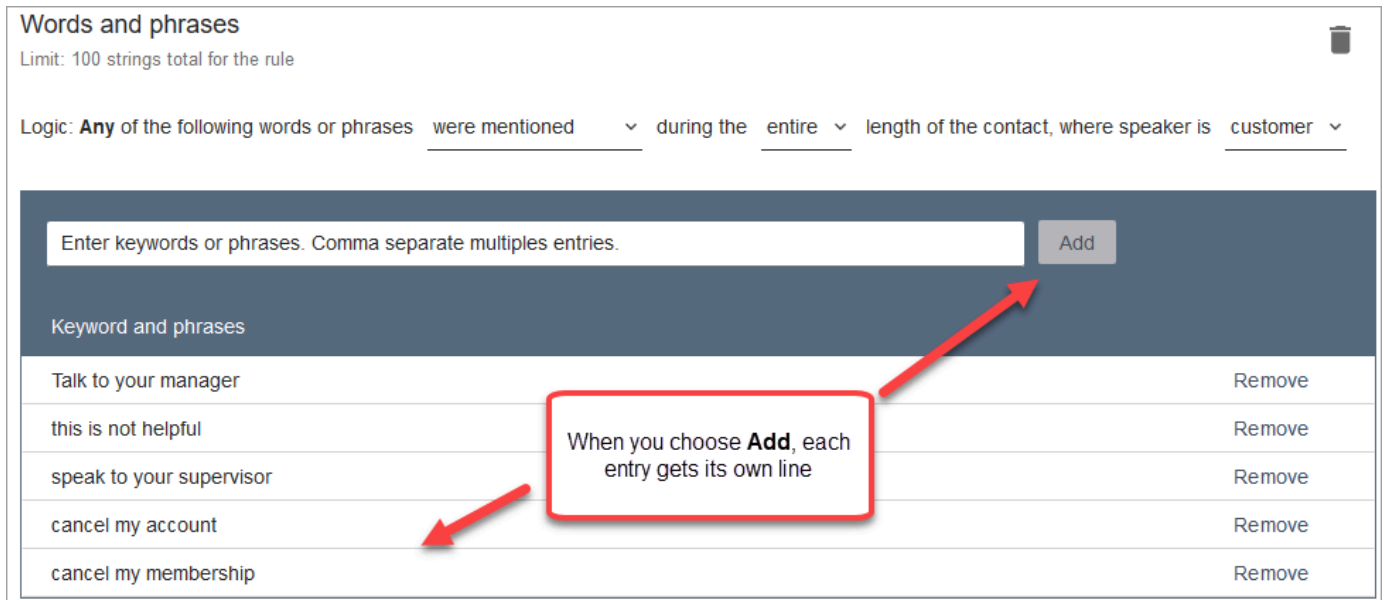 Words and phrases
Limit: 100 strings total for the rule
Logic: Any of the following words or phrases were mentioned during the entire length of the contact, where speaker is customer
Enter keywords or phrases. Comma separate multiples entries.
Add
Keyword and phrases
Talk to your manager
Remove
this is not helpful
Remove
speak to your supervisor
Remove
cancel my account
Remove
cancel my membership
Remove
When you choose Add, each
entry gets its own line